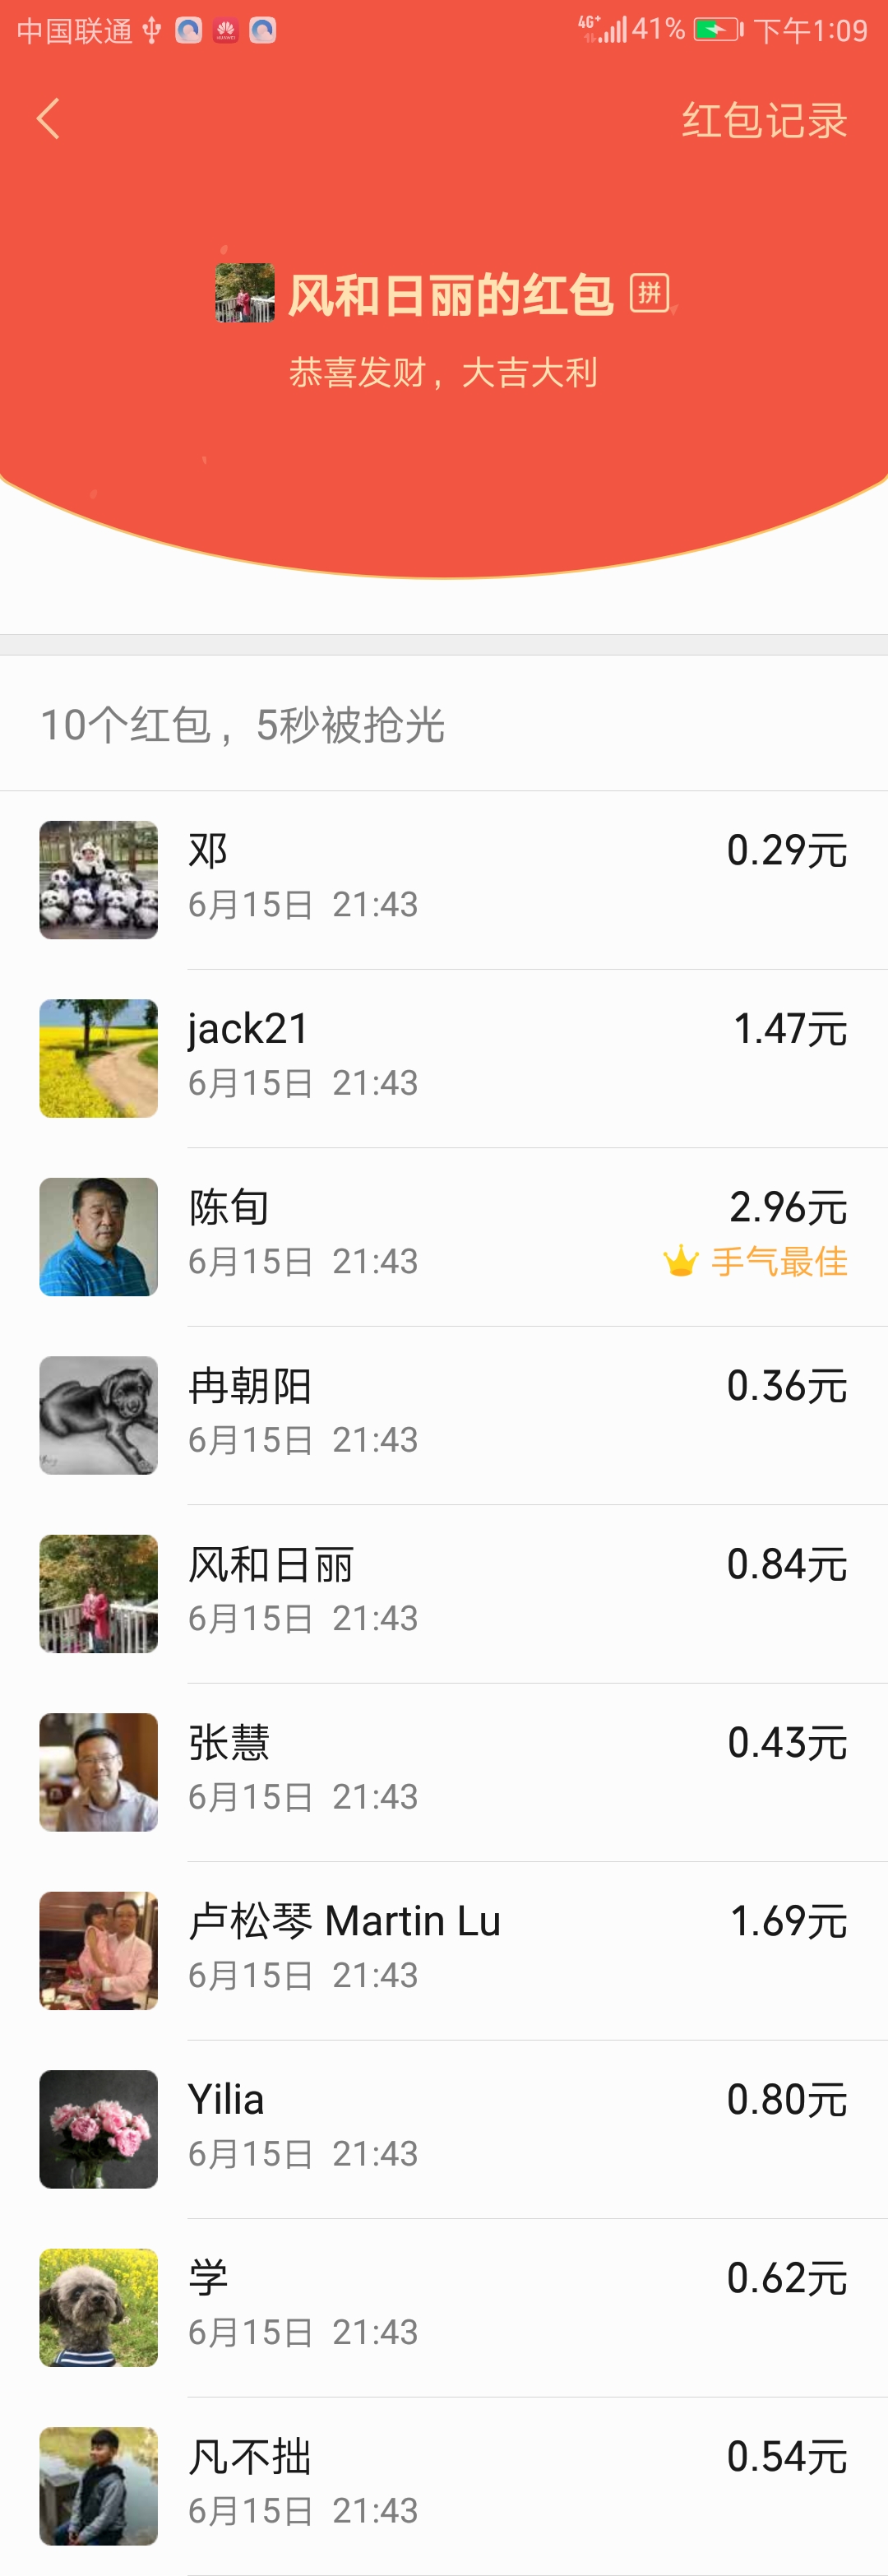 中国联通 4G+ 41% 下午1:09
红包记录
风和日丽的红包 拼
恭喜发财，大吉大利
10个红包，5秒被抢光
邓 0.29元
6月15日 21:43
jack21 1.47元
6月15日 21:43
陈旬 2.96元
6月15日 21:43 手气最佳
冉朝阳 0.36元
6月15日 21:43
风和日丽 0.84元
6月15日 21:43
张慧 0.43元
6月15日 21:43
卢松琴 Martin Lu 1.69元
6月15日 21:43
Yilia 0.80元
6月15日 21:43
学 0.62元
6月15日 21:43
凡不拙 0.54元
6月15日 21:43